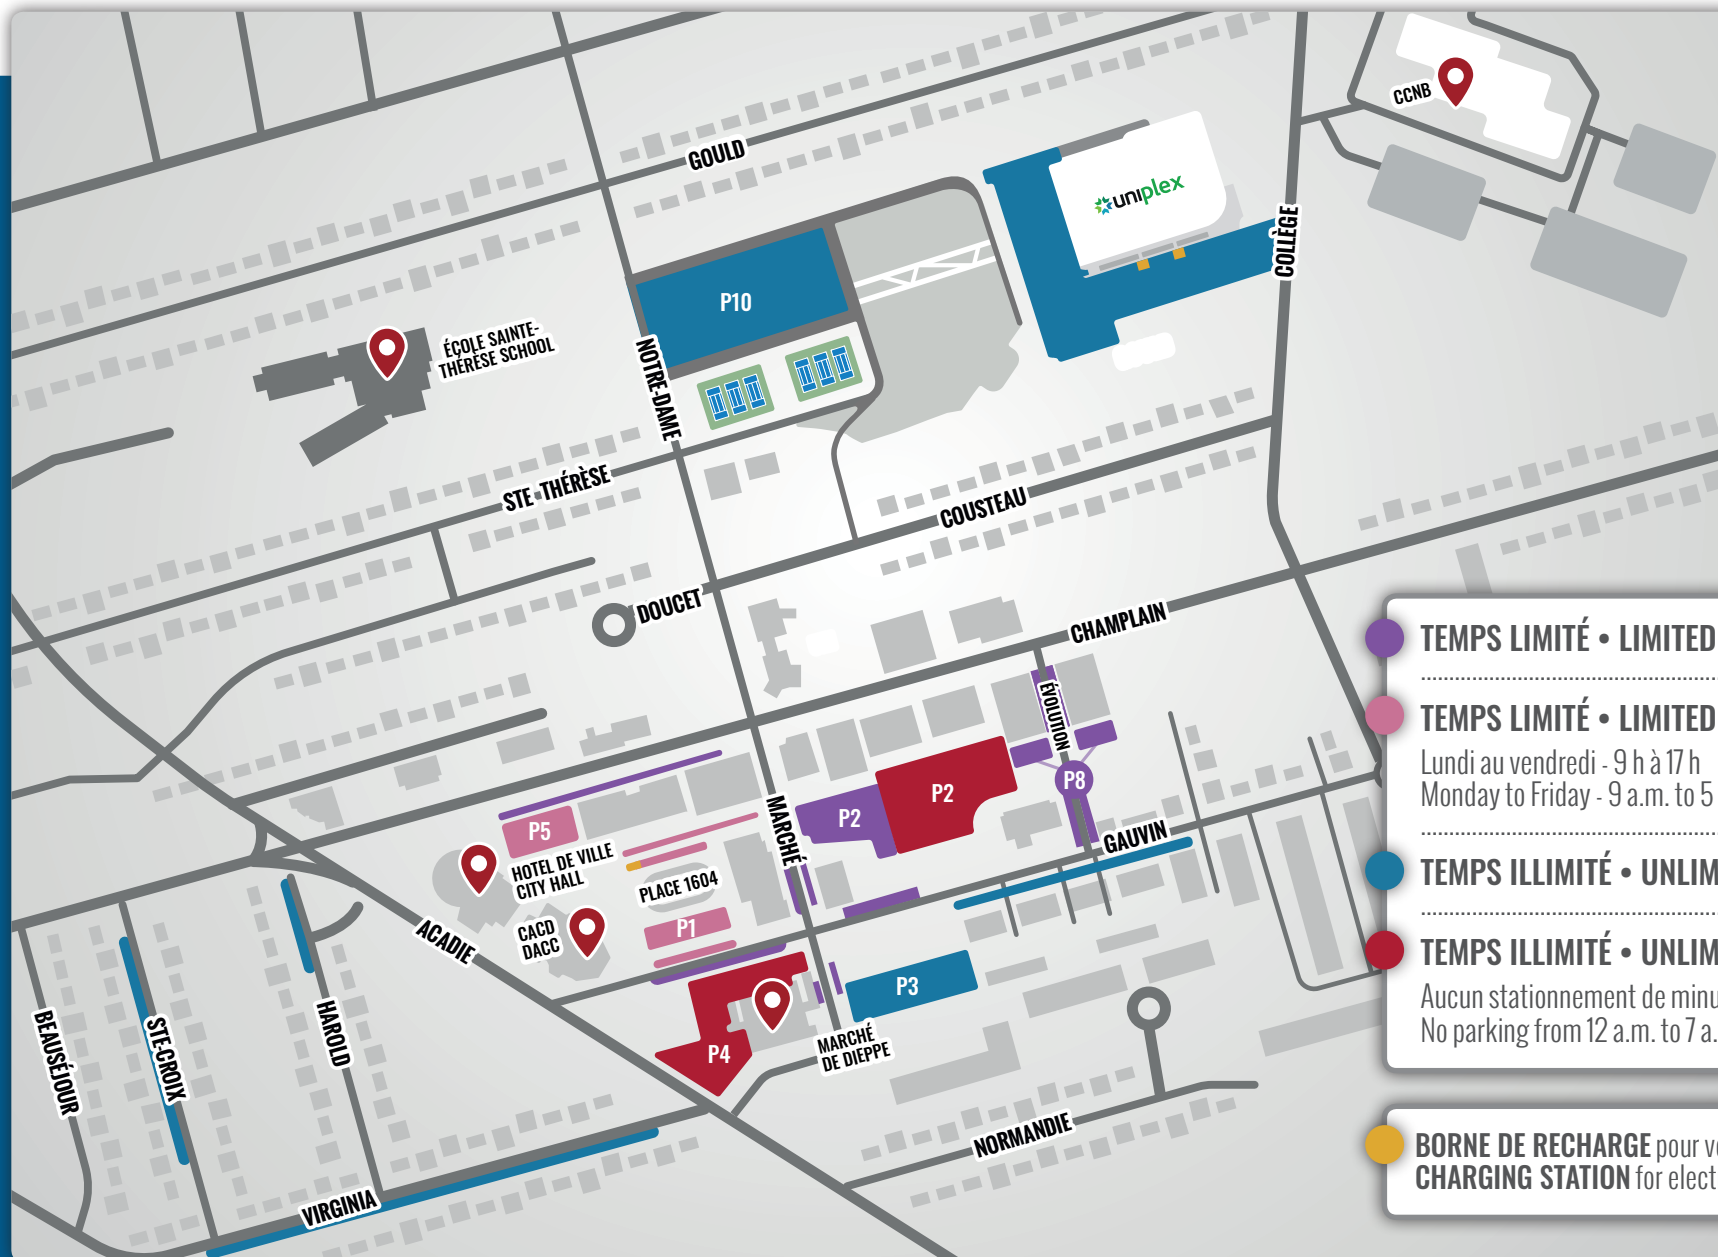 CCNB
GOULD
uniplex
COLLÈGE
P10
ÉCOLE SAINTE-
THÉRÈSE SCHOOL
NOTRE-DAME
STE THÉRÈSE
COUSTEAU
DOUCET
CHAMPLAIN
ÉVOLUTION
P8
P2
P2
MARCHÉ
P5
GAUVIN
HOTEL DE VILLE
CITY HALL
PLACE 1604
P1
CACD
DACC
ACADIE
P3
P4
MARCHÉ
DE DIEPPE
BEAUSÉJOUR
STE-CROIX
HAROLD
NORMANDIE
VIRGINIA
TEMPS LIMITÉ • LIMITED
TEMPS LIMITÉ • LIMITED
Lundi au vendredi - 9 h à 17 h
Monday to Friday - 9 a.m. to 5
TEMPS ILLIMITÉ • UNLIM
TEMPS ILLIMITÉ • UNLIM
Aucun stationnement de minu
No parking from 12 a.m. to 7 a.
BORNE DE RECHARGE pour v
CHARGING STATION for elect